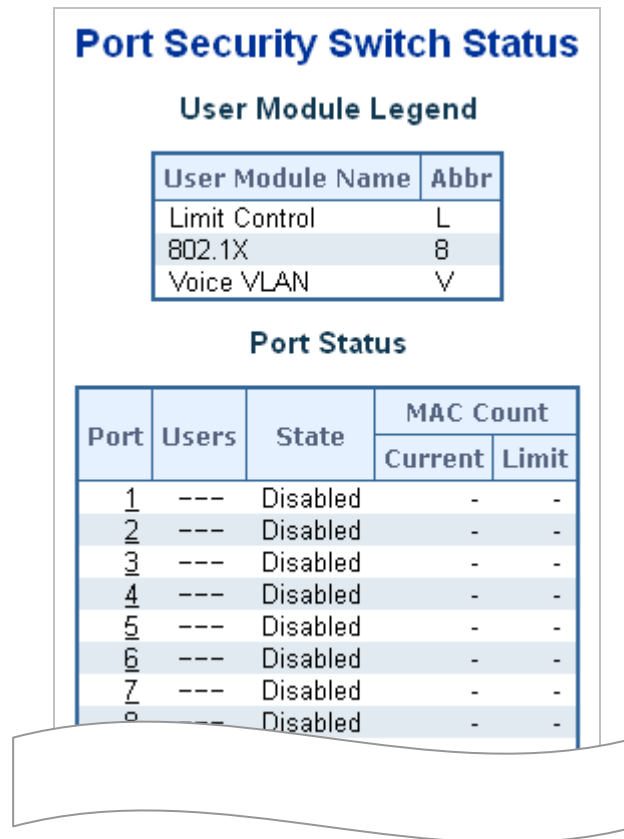 Port Security Switch Status
User Module Legend
User Module Name Abbr
Limit Control L
802.1X 8
Voice VLAN V
Port Status
Port Users State MAC Count
Current Limit
1 --- Disabled - -
2 --- Disabled - -
3 --- Disabled - -
4 --- Disabled - -
5 --- Disabled - -
6 --- Disabled - -
7 --- Disabled - -
8 --- Disabled - -